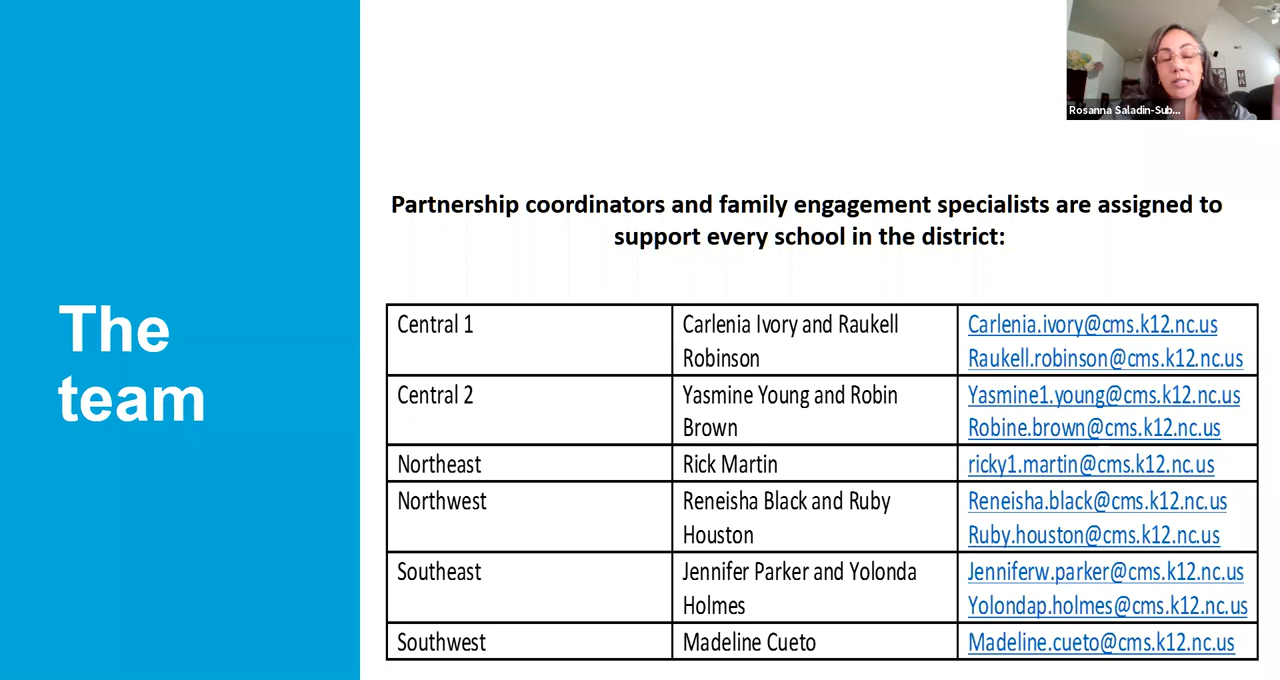 Rosanna Saladin-Sub...
Partnership coordinators and family engagement specialists are assigned to
support every school in the district:
The
team
Central 1
Carlenia Ivory and Raukell
Robinson
Carlenia.ivory@cms.k12.nc.us
Raukell.robinson@cms.k12.nc.us
Central 2
Yasmine Young and Robin
Brown
Yasmine1.young@cms.k12.nc.us
Robine.brown@cms.k12.nc.us
Northeast
Rick Martin
ricky1.martin@cms.k12.nc.us
Northwest
Reneisha Black and Ruby
Houston
Reneisha.black@cms.k12.nc.us
Ruby.houston@cms.k12.nc.us
Southeast
Jennifer Parker and Yolonda
Holmes
Jenniferw.parker@cms.k12.nc.us
Yolondap.holmes@cms.k12.nc.us
Southwest
Madeline Cueto
Madeline.cueto@cms.k12.nc.us